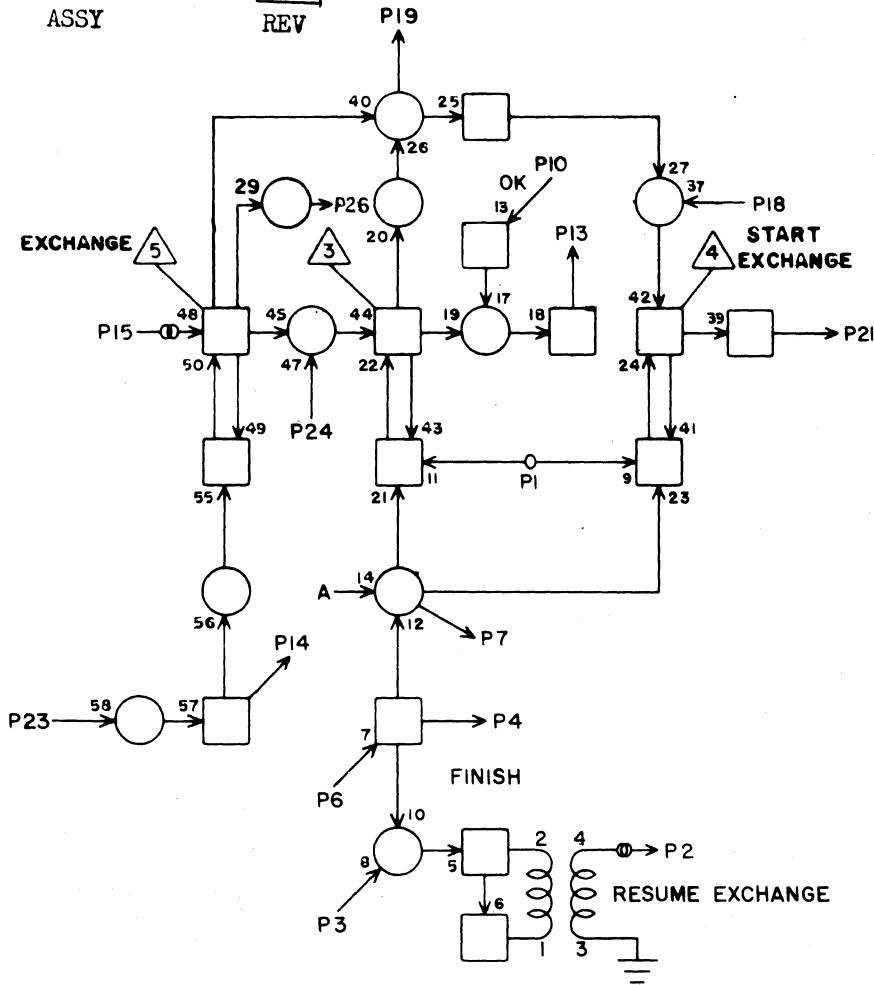 ASSY
REV
P19
40
25
26
27
37
P18
29
P26
20
OK
P10
13
P13
EXCHANGE
5
3
4
START
EXCHANGE
P15
48
45
44
19
17
18
42
39
P21
50
47
22
24
P24
49
43
41
55
21
11
P1
9
23
A
14
12
P7
56
P14
P23
58
57
7
P4
P6
FINISH
10
8
5
2
4
P2
P3
6
RESUME EXCHANGE
1
3